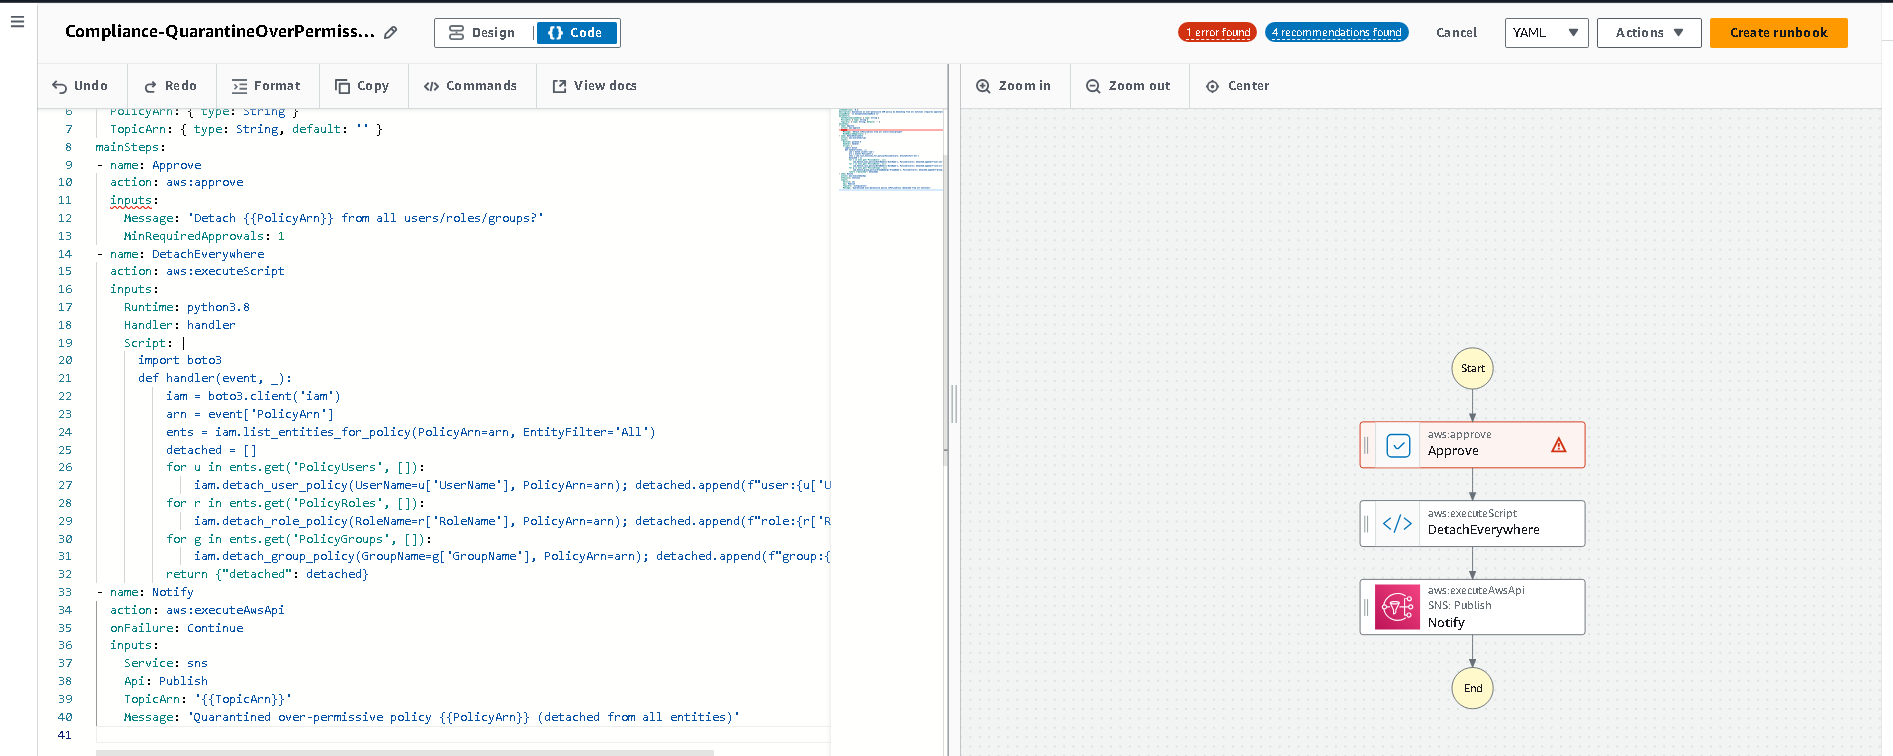 Compliance-QuarantineOverPermiss...
Design
{} Code
1 error found
4 recommendations found
Cancel
YAML
Actions
Create runbook
Undo
Redo
Format
Copy
Commands
View docs
Zoom in
Zoom out
Center
6 PolicyArn: { type: String }
7 TopicArn: { type: String, default: '' }
8 mainSteps:
9 - name: Approve
10 action: aws:approve
11 inputs:
12 Message: 'Detach {{PolicyArn}} from all users/roles/groups?'
13 MinRequiredApprovals: 1
14 - name: DetachEverywhere
15 action: aws:executeScript
16 inputs:
17 Runtime: python3.8
18 Handler: handler
19 Script: |
20 import boto3
21 def handler(event, _):
22 iam = boto3.client('iam')
23 arn = event['PolicyArn']
24 ents = iam.list_entities_for_policy(PolicyArn=arn, EntityFilter='All')
25 detached = []
26 for u in ents.get('PolicyUsers', []):
27 iam.detach_user_policy(UserName=u['UserName'], PolicyArn=arn); detached.append(f"user:{u['U
28 for r in ents.get('PolicyRoles', []):
29 iam.detach_role_policy(RoleName=r['RoleName'], PolicyArn=arn); detached.append(f"role:{r['R
30 for g in ents.get('PolicyGroups', []):
31 iam.detach_group_policy(GroupName=g['GroupName'], PolicyArn=arn); detached.append(f"group:{
32 return {"detached": detached}
33 - name: Notify
34 action: aws:executeAwsApi
35 onFailure: Continue
36 inputs:
37 Service: sns
38 Api: Publish
39 TopicArn: '{{TopicArn}}'
40 Message: 'Quarantined over-permissive policy {{PolicyArn}} (detached from all entities)'
41
Start
aws:approve
Approve
aws:executeScript
DetachEverywhere
aws:executeAwsApi
SNS: Publish
Notify
End